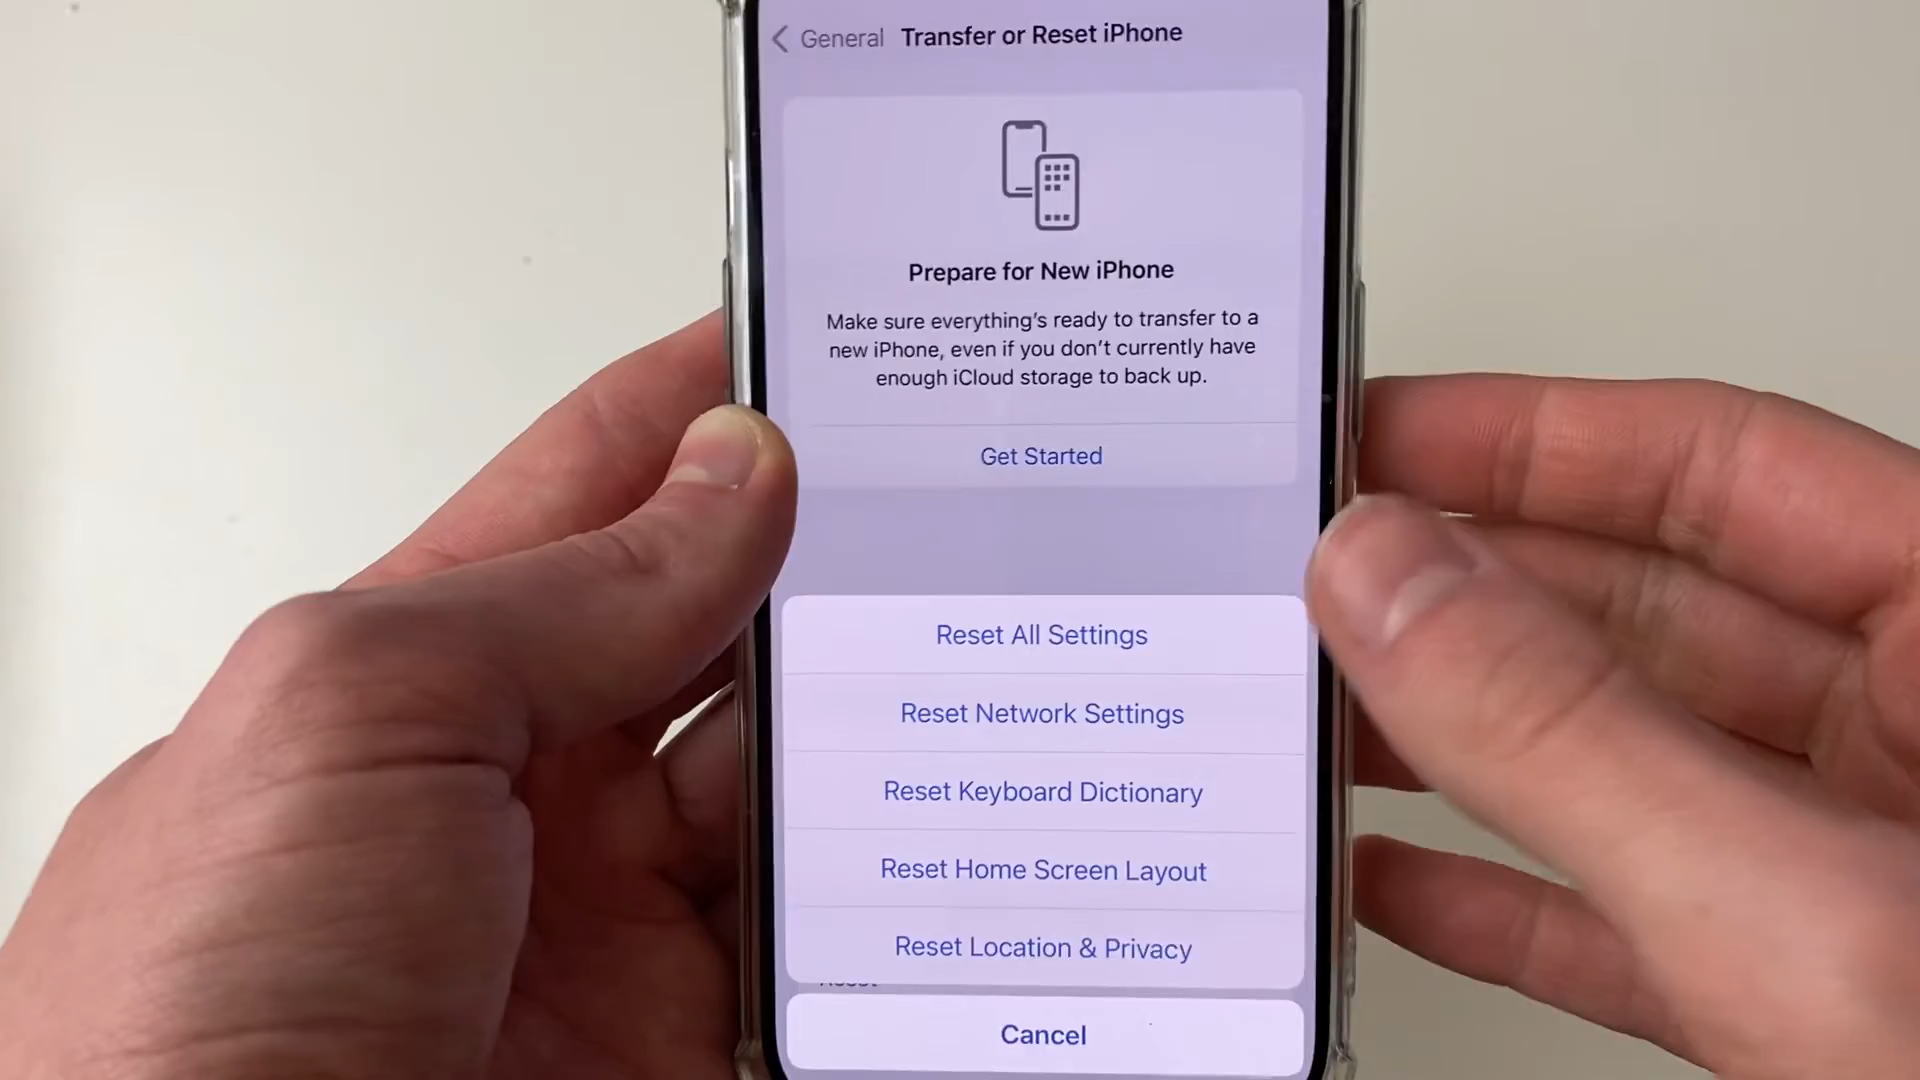 General Transfer or Reset iPhone
Prepare for New iPhone
Make sure everything's ready to transfer to a
new iPhone, even if you don't currently have
enough iCloud storage to back up.
Get Started
Reset All Settings
Reset Network Settings
Reset Keyboard Dictionary
Reset Home Screen Layout
Reset Location & Privacy
Cancel